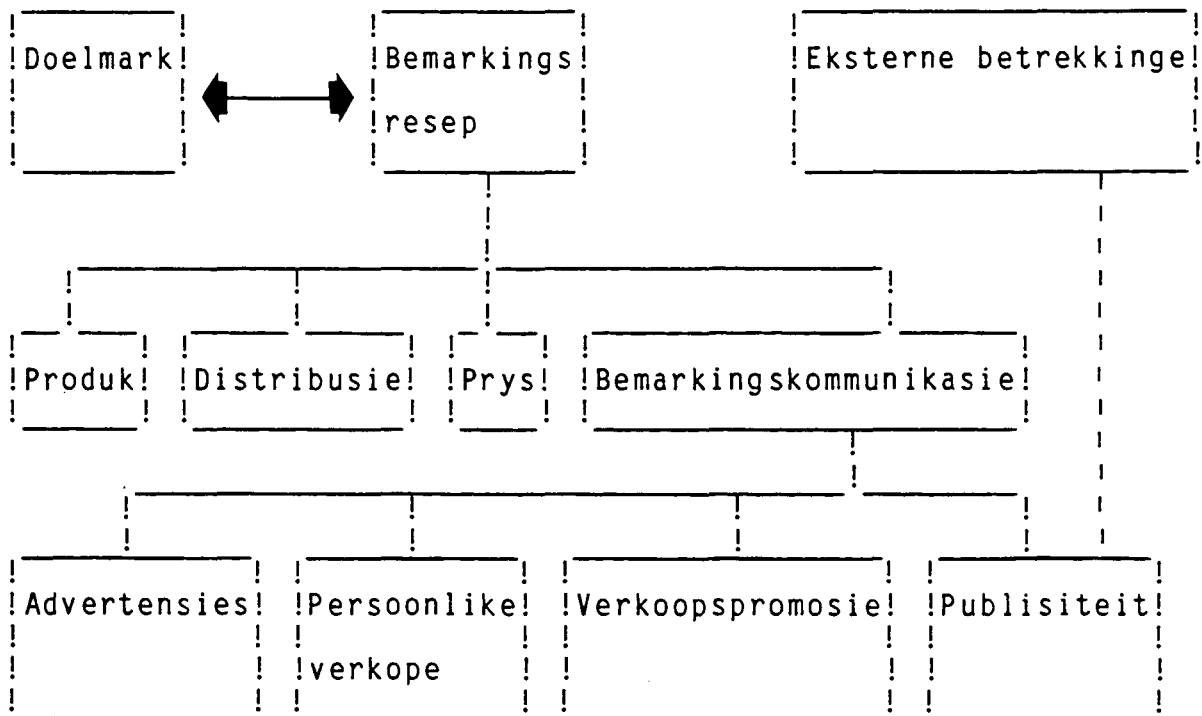 Doelmark
Bemarkings
resep
Eksterne betrekkinge
Produk
Distribusie
Prys
Bemarkingskommunikasie
Advertensies
Persoonlike
verkope
Verkoopspromosie
Publisiteit